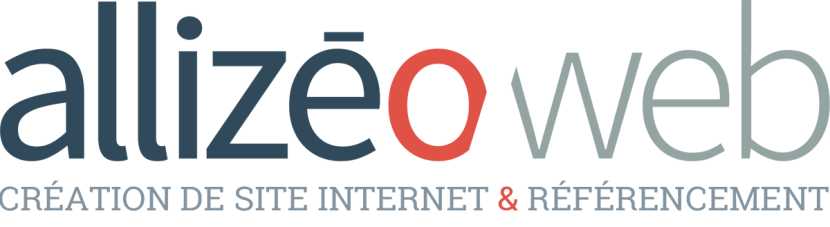 allizēo web
CRÉATION DE SITE INTERNET & RÉFÉRENCEMENT